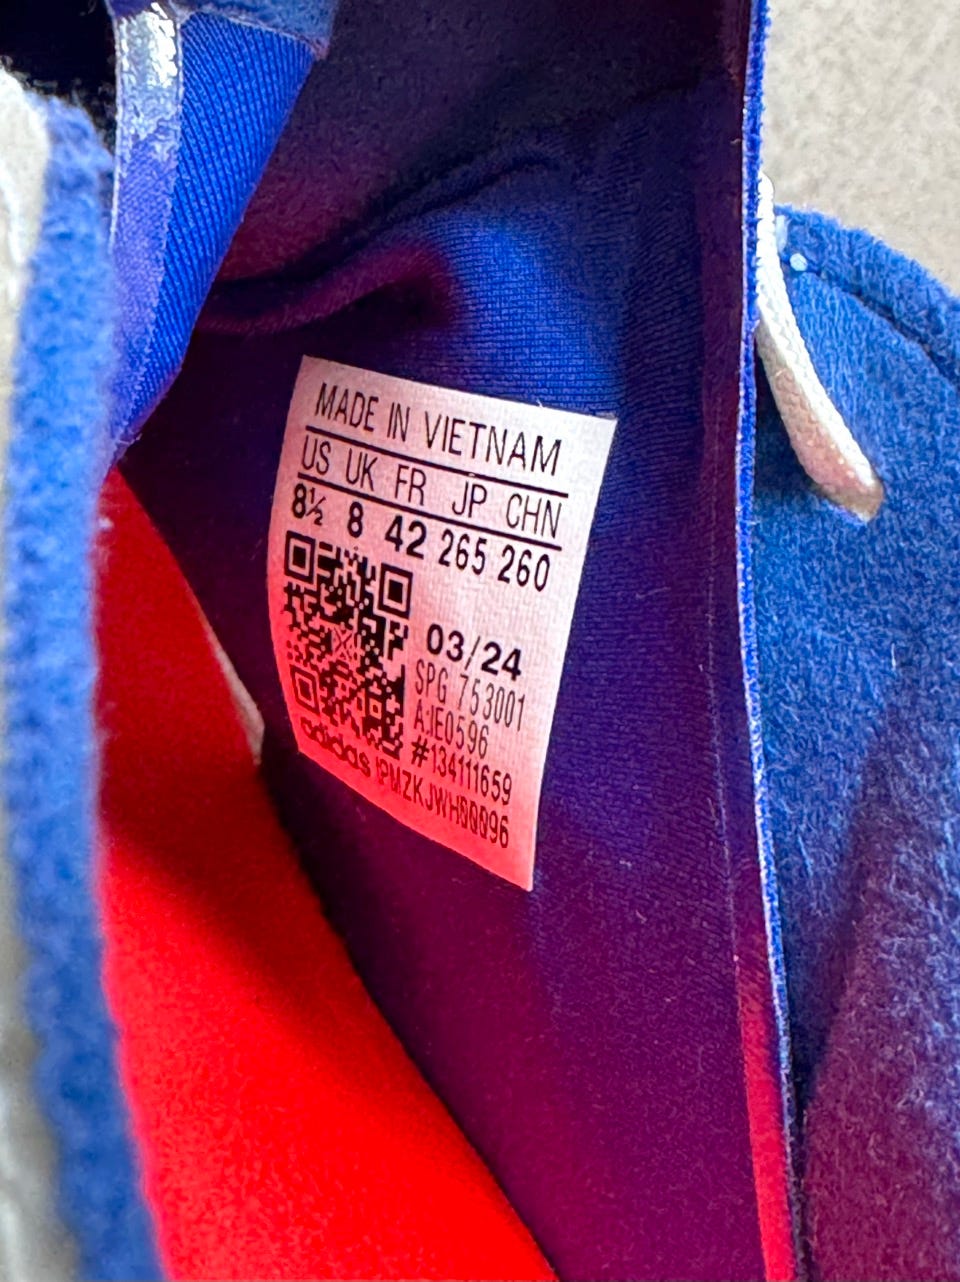 MADE IN VIETNAM
US UK FR JP CHN
8½ 8 42 265 260
03/24
SPG 753001
A:IE0596
#134111659
adidas